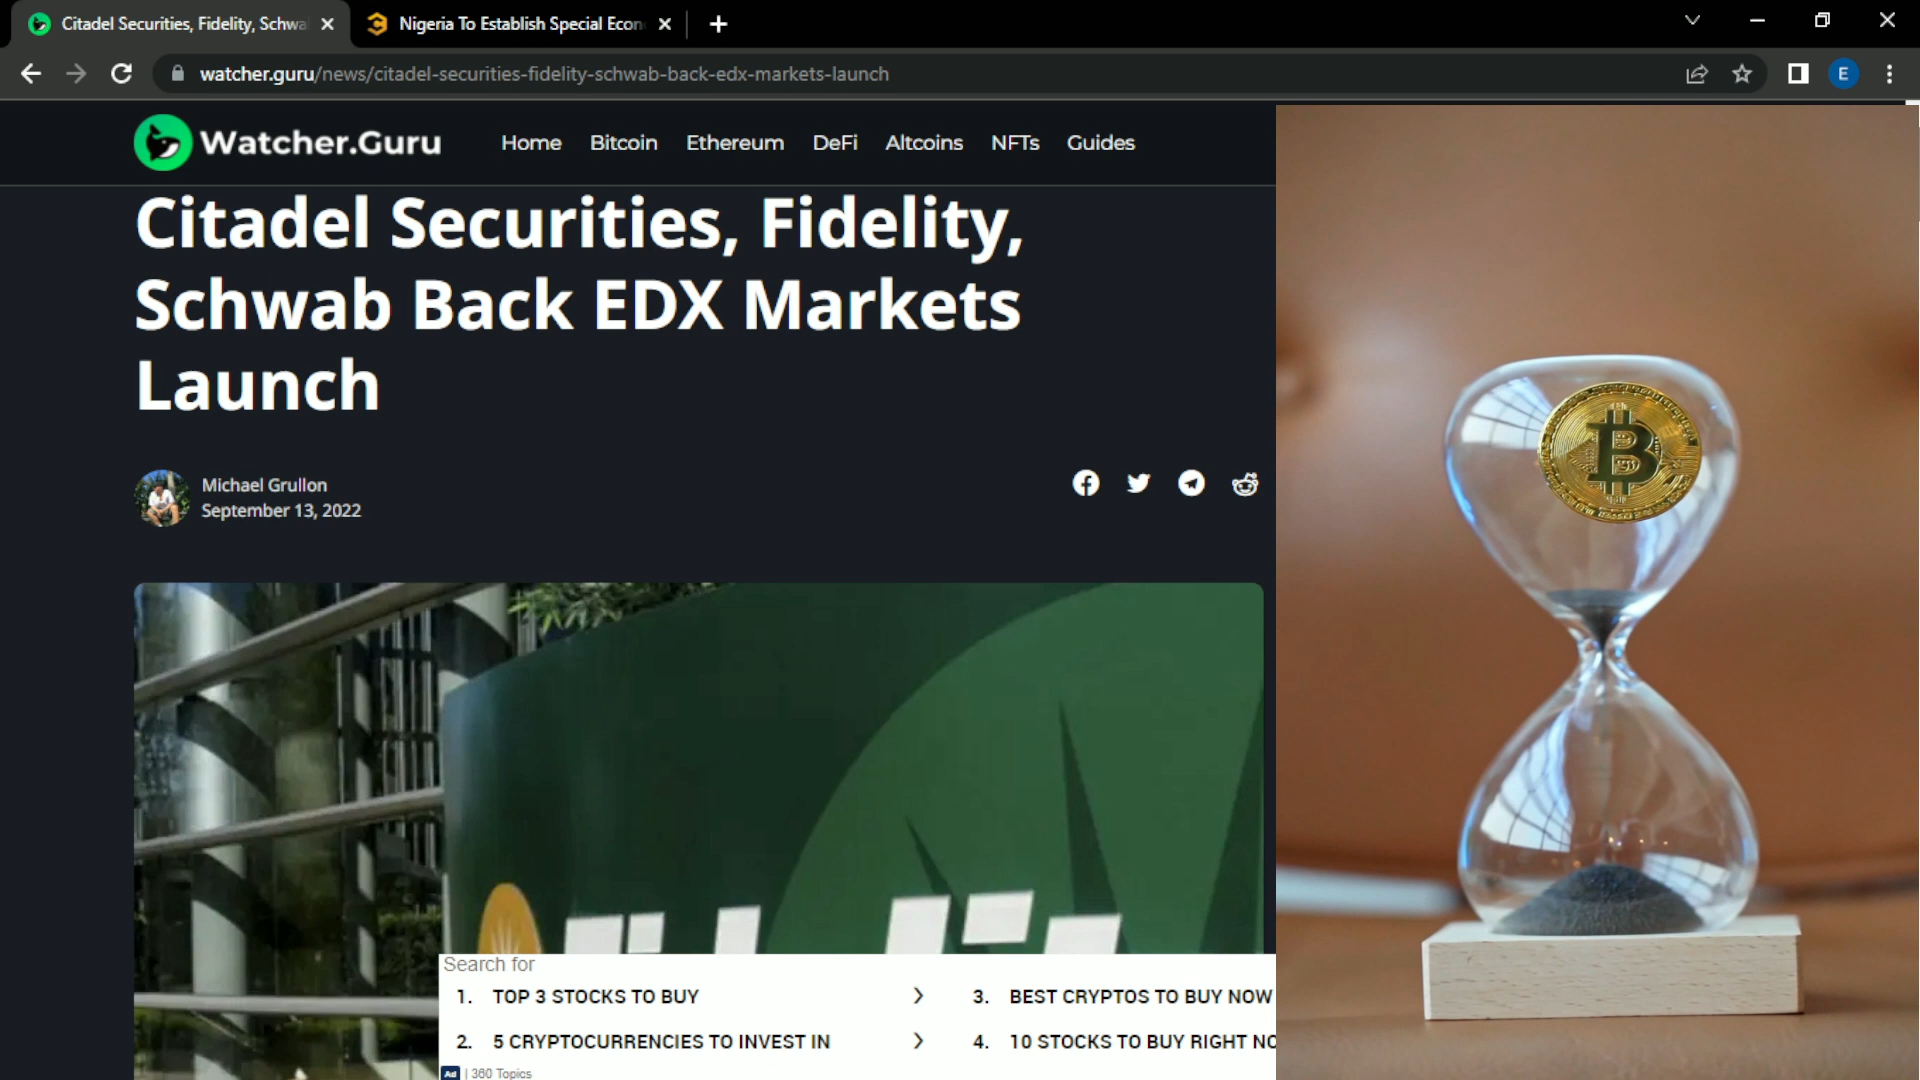 Citadel Securities, Fidelity, Schwa
Nigeria To Establish Special Econ
watcher.guru/news/citadel-securities-fidelity-schwab-back-edx-markets-launch
E
Watcher.Guru
Home Bitcoin Ethereum DeFi Altcoins NFTs Guides
Citadel Securities, Fidelity,
Schwab Back EDX Markets
Launch
Michael Grullon
September 13, 2022
Search for
1. TOP 3 STOCKS TO BUY
2. 5 CRYPTOCURRENCIES TO INVEST IN
3. BEST CRYPTOS TO BUY NOW
4. 10 STOCKS TO BUY RIGHT NO
Ad | 360 Topics